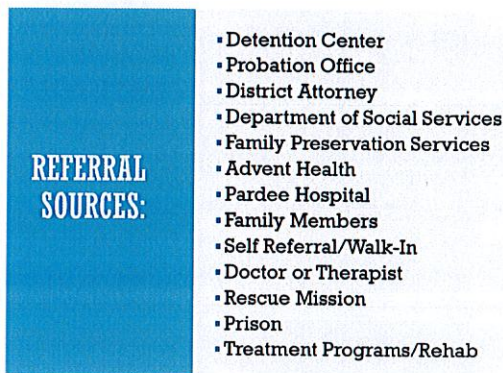 REFERRAL
SOURCES:
▪ Detention Center
▪ Probation Office
▪ District Attorney
▪ Department of Social Services
▪ Family Preservation Services
▪ Advent Health
▪ Pardee Hospital
▪ Family Members
▪ Self Referral/Walk-In
▪ Doctor or Therapist
▪ Rescue Mission
▪ Prison
▪ Treatment Programs/Rehab